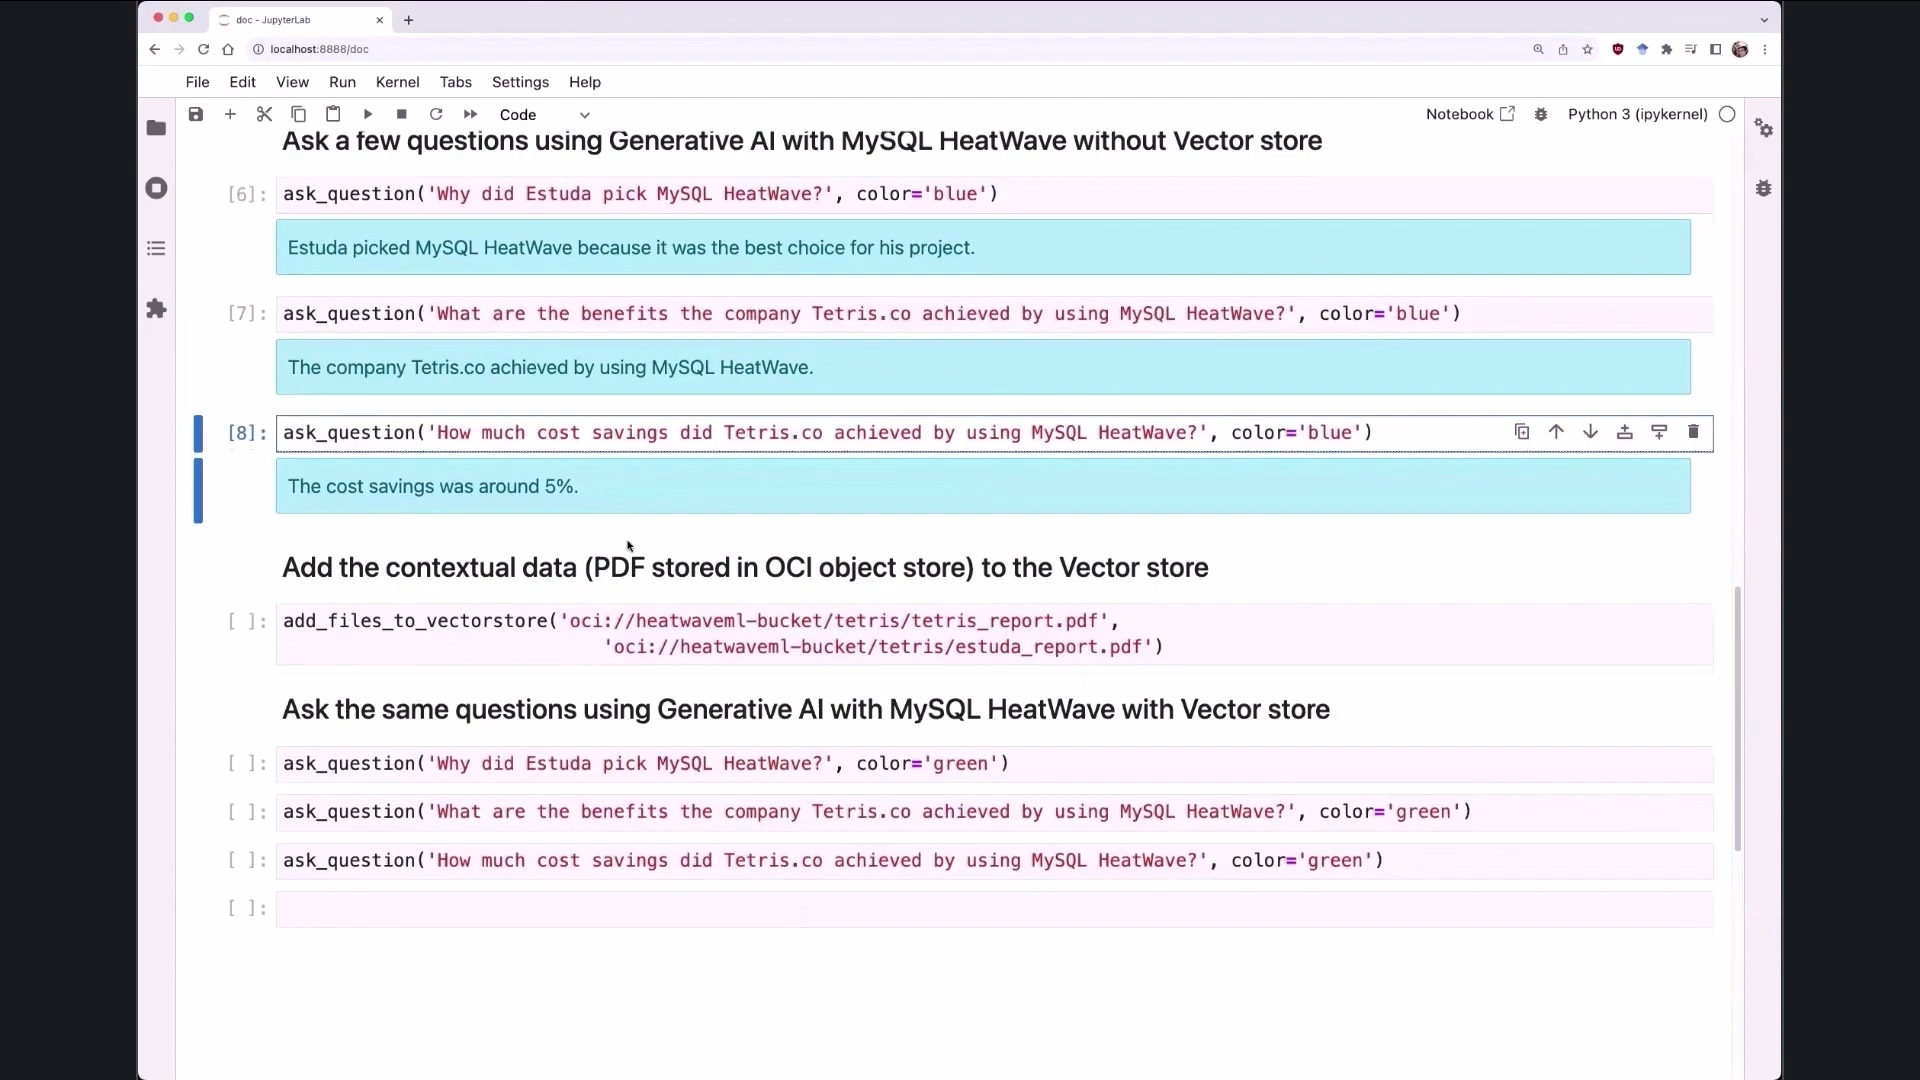 doc - JupyterLab
localhost:8888/doc
File Edit View Run Kernel Tabs Settings Help
Code Notebook Python 3 (ipykernel)
Ask a few questions using Generative AI with MySQL HeatWave without Vector store
[6]: ask_question('Why did Estuda pick MySQL HeatWave?', color='blue')
Estuda picked MySQL HeatWave because it was the best choice for his project.
[7]: ask_question('What are the benefits the company Tetris.co achieved by using MySQL HeatWave?', color='blue')
The company Tetris.co achieved by using MySQL HeatWave.
[8]: ask_question('How much cost savings did Tetris.co achieved by using MySQL HeatWave?', color='blue')
The cost savings was around 5%.
Add the contextual data (PDF stored in OCI object store) to the Vector store
[ ]: add_files_to_vectorstore('oci://heatwaveml-bucket/tetris/tetris_report.pdf',
'oci://heatwaveml-bucket/tetris/estuda_report.pdf')
Ask the same questions using Generative AI with MySQL HeatWave with Vector store
[ ]: ask_question('Why did Estuda pick MySQL HeatWave?', color='green')
[ ]: ask_question('What are the benefits the company Tetris.co achieved by using MySQL HeatWave?', color='green')
[ ]: ask_question('How much cost savings did Tetris.co achieved by using MySQL HeatWave?', color='green')
[ ]: